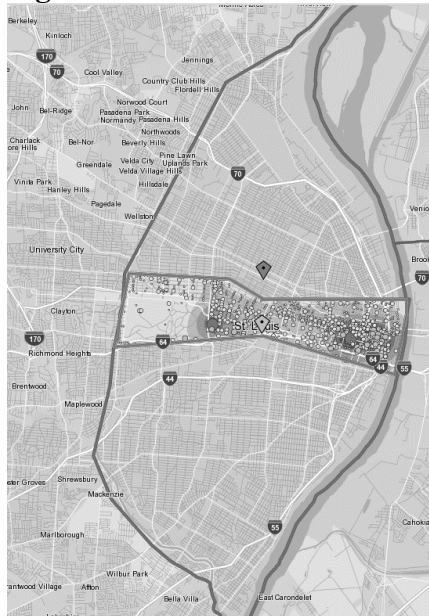 Berkeley
Kinloch
170
70
Cool Valley
Jennings
Country Club Hills
Flordell Hills
John
Bel-Ridge
Norwood Court
Pasadena Park
Normandy Pasadena Hills
Northwoods
Charlack
Bel-Nor
Beverly Hills
Pine Lawn
Greendale
Velda City
Uplands Park
Velda Village Hills
70
Vinita Park
Hillsdale
Hanley Hills
Pagedale
Wellston
University City
70
Clayton
St. Louis
170
Richmond Heights
64
64
44
55
44
Brentwood
Maplewood
Shrewsbury
Mackenzie
Marlborough
55
Cahokia
Wilbur Park
Affton
Bella Villa
East Carondelet